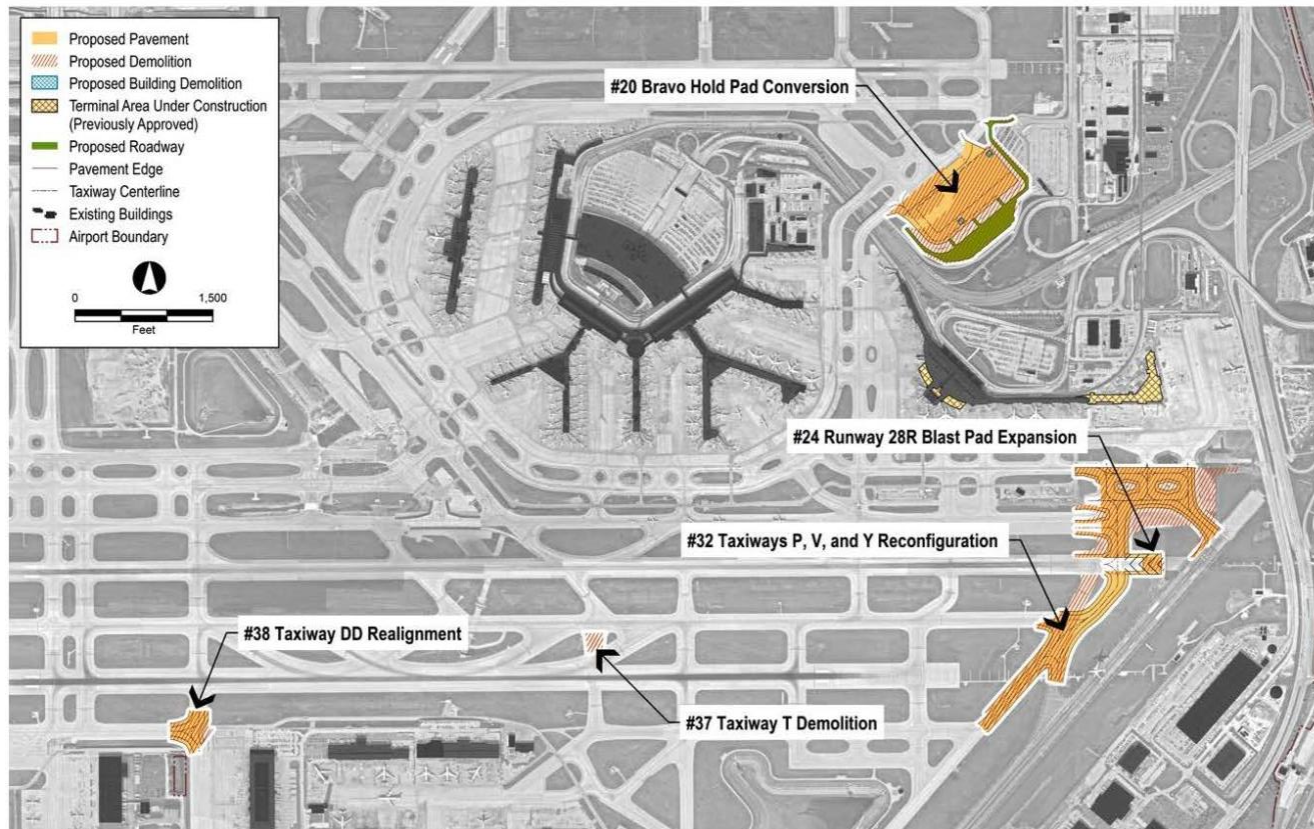 Proposed Pavement
Proposed Demolition
Proposed Building Demolition
Terminal Area Under Construction
(Previously Approved)
Proposed Roadway
Pavement Edge
Taxiway Centerline
Existing Buildings
Airport Boundary
0 1,500
Feet
#20 Bravo Hold Pad Conversion
#24 Runway 28R Blast Pad Expansion
#32 Taxiways P, V, and Y Reconfiguration
#38 Taxiway DD Realignment
#37 Taxiway T Demolition